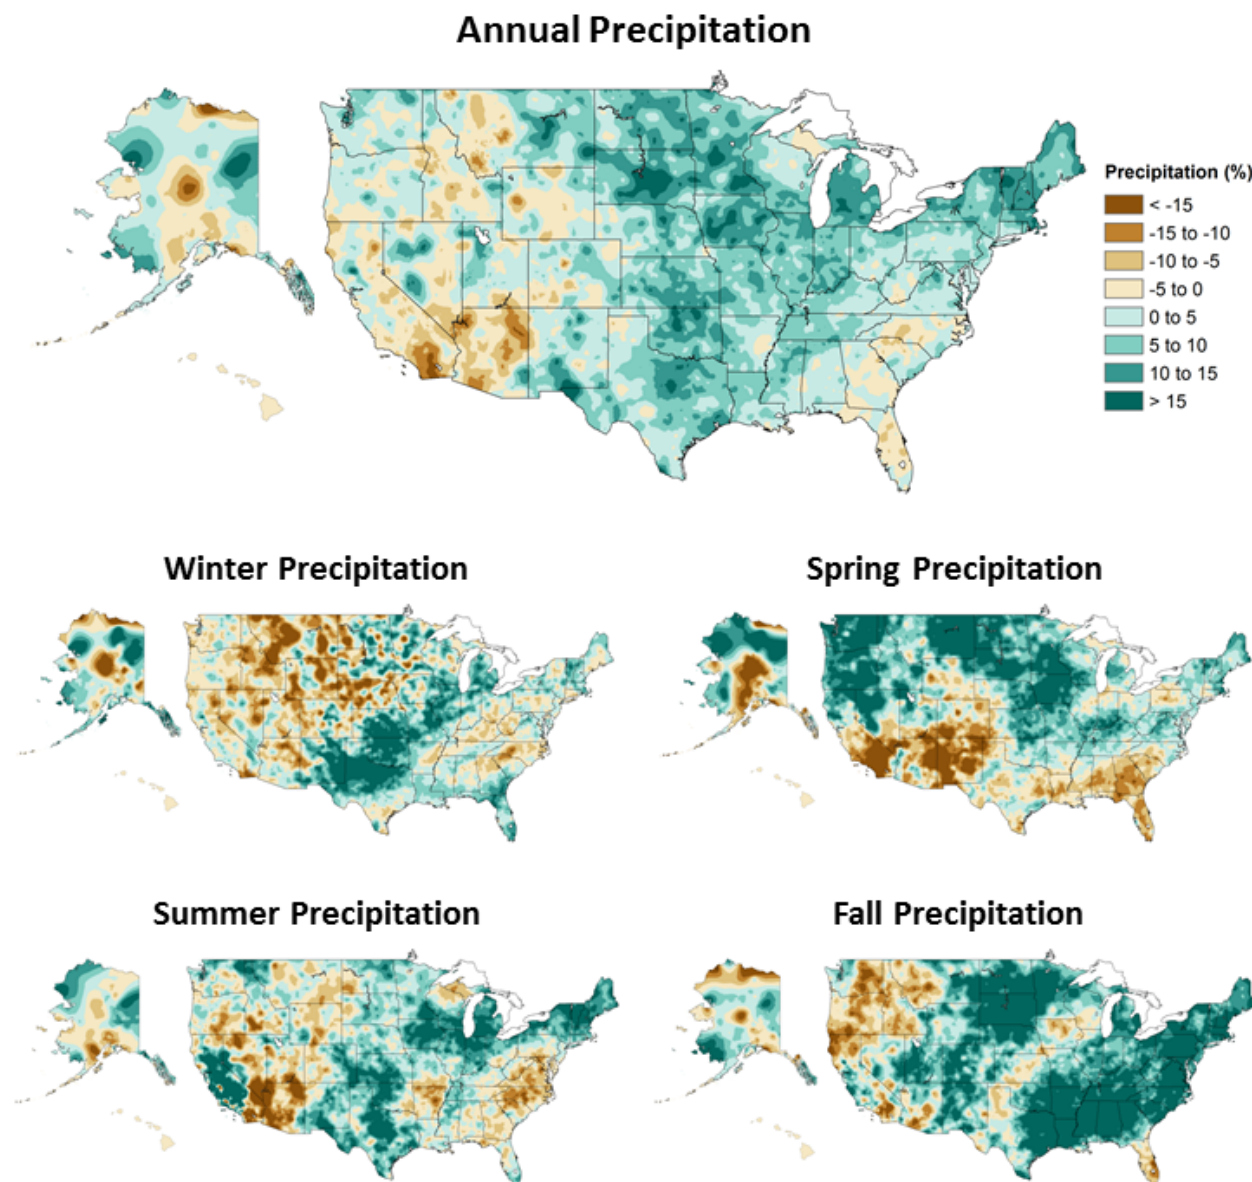 Annual Precipitation
Precipitation (%)
< -15
-15 to -10
-10 to -5
-5 to 0
0 to 5
5 to 10
10 to 15
> 15
Winter Precipitation
Spring Precipitation
Summer Precipitation
Fall Precipitation